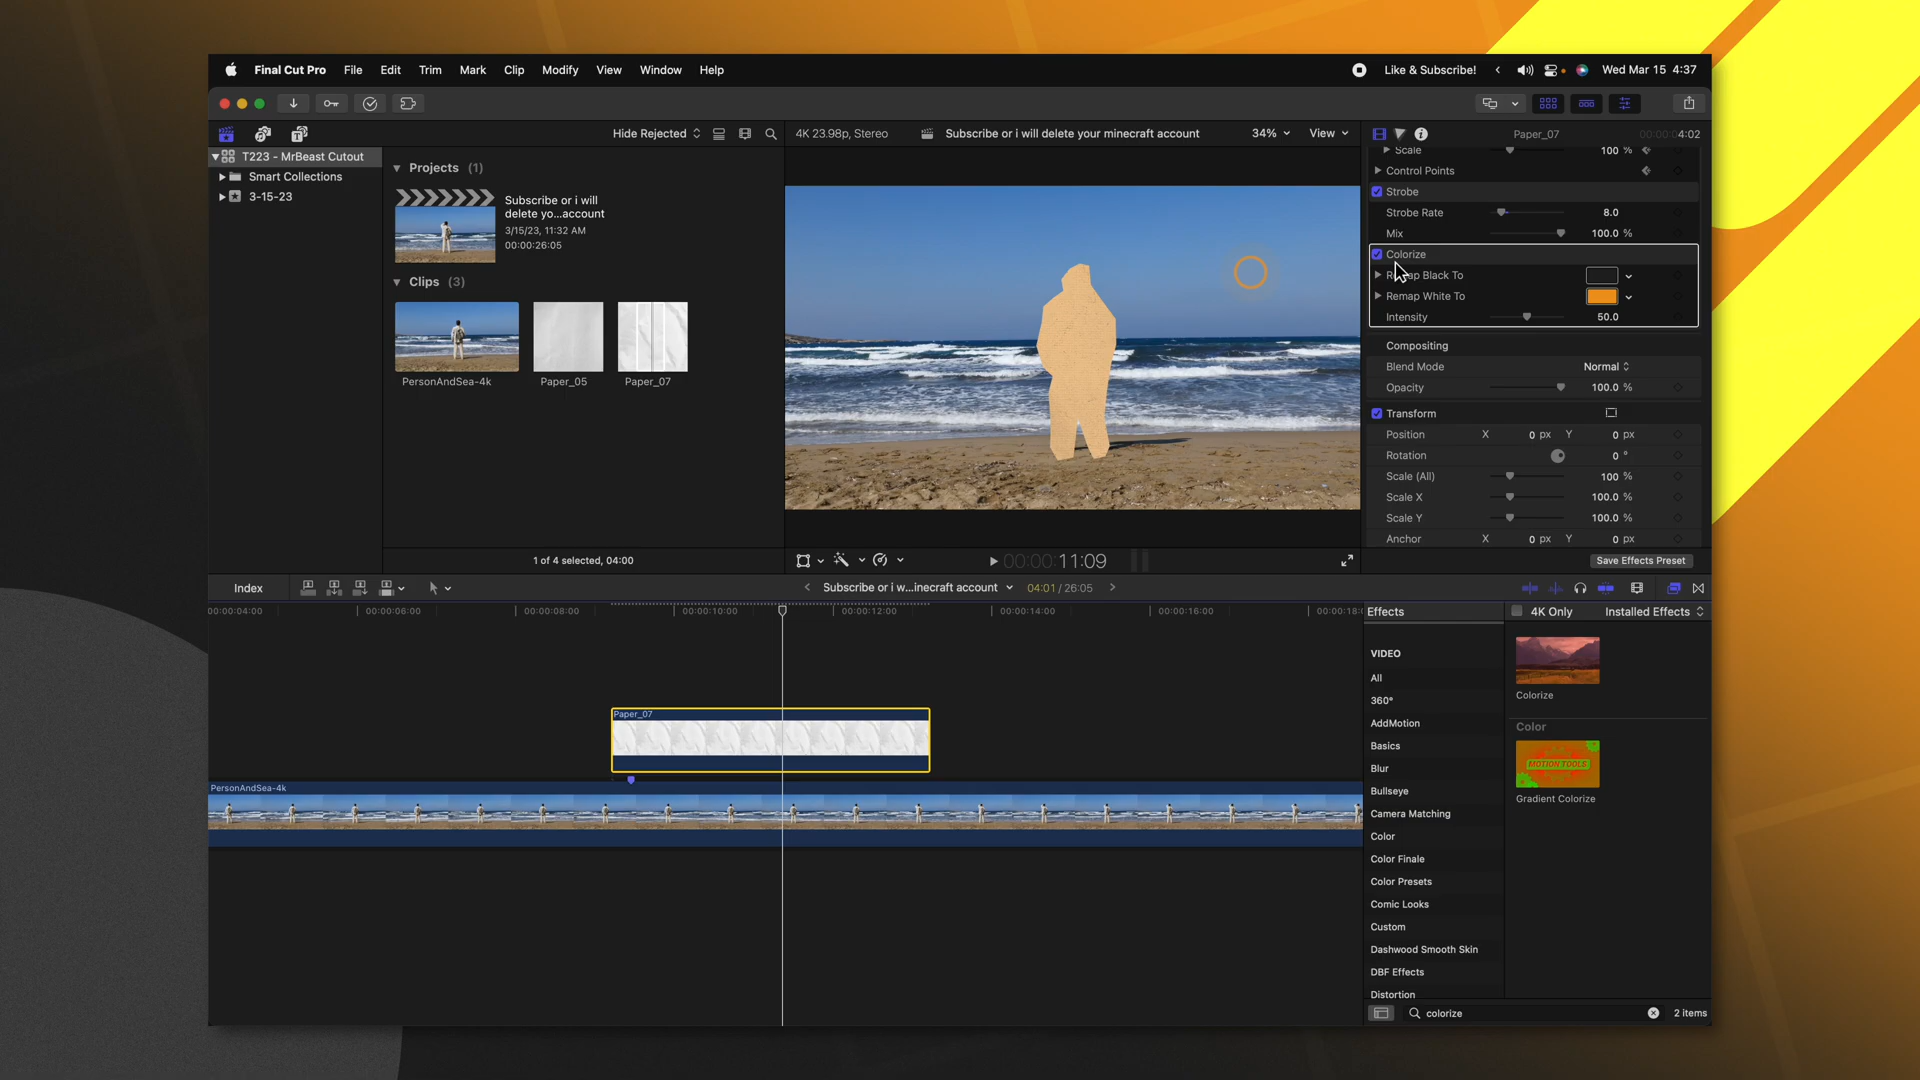 Final Cut Pro File Edit Trim Mark Clip Modify View Window Help
Like & Subscribe! Wed Mar 15 4:37
Hide Rejected
4K 23.98p, Stereo
Subscribe or i will delete your minecraft account
34% View
Paper_07
00:00:04:02
T223 - MrBeast Cutout
Smart Collections
3-15-23
Projects (1)
Subscribe or i will
delete yo...account
3/15/23, 11:32 AM
00:00:26:05
Clips (3)
PersonAndSea-4k
Paper_05
Paper_07
1 of 4 selected, 04:00
00:00:11:09
Scale 100 %
Control Points
Strobe
Strobe Rate 8.0
Mix 100.0 %
Colorize
Black To
Remap White To
Intensity 50.0
Compositing
Blend Mode Normal
Opacity 100.0 %
Transform
Position X 0 px Y 0 px
Rotation 0 °
Scale (All) 100 %
Scale X 100.0 %
Scale Y 100.0 %
Anchor X 0 px Y 0 px
Save Effects Preset
Index
Subscribe or i w...inecraft account
04:01 / 26:05
00:00:04:00 00:00:06:00 00:00:08:00 00:00:10:00 00:00:12:00 00:00:14:00 00:00:16:00 00:00:18:
Paper_07
PersonAndSea-4k
Effects
4K Only
Installed Effects
VIDEO
All
360°
AddMotion
Basics
Blur
Bullseye
Camera Matching
Color
Color Finale
Color Presets
Comic Looks
Custom
Dashwood Smooth Skin
DBF Effects
Distortion
Colorize
Color
MOTION TOOLS
Gradient Colorize
colorize
2 items